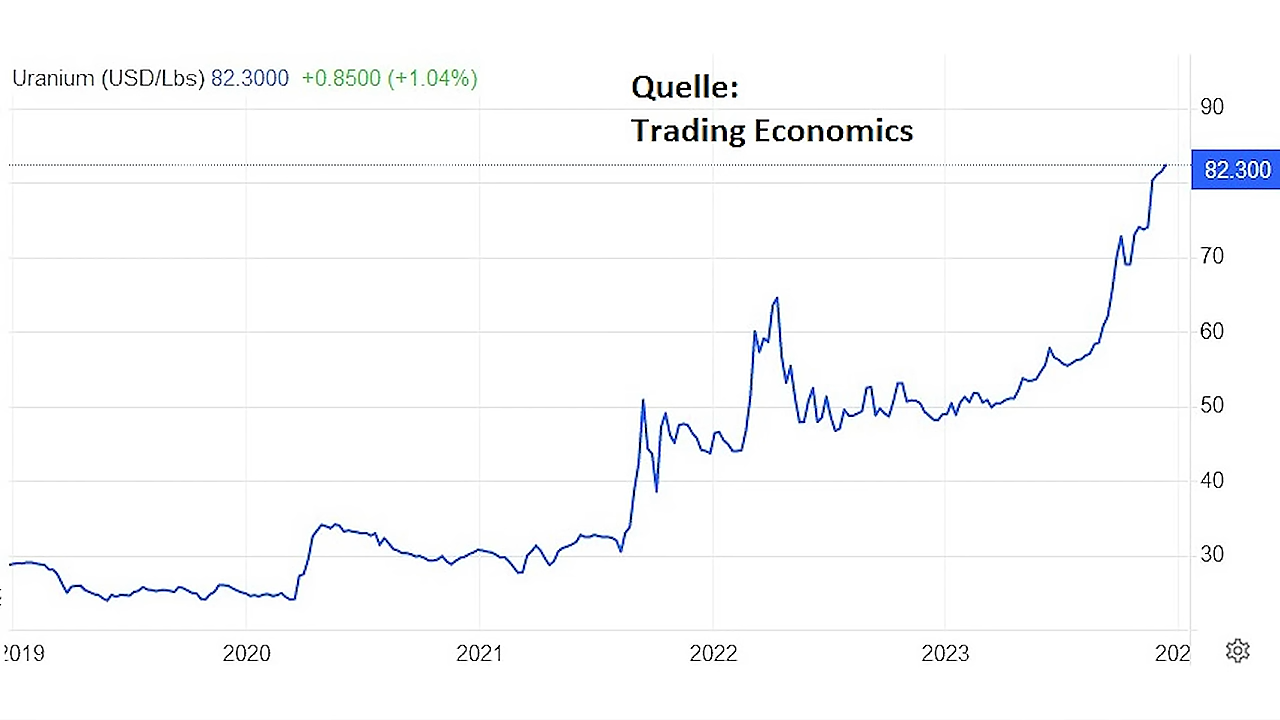 Uranium (USD/Lbs) 82.3000 +0.8500 (+1.04%)
Quelle:
Trading Economics
90
82.300
70
60
50
40
30
2019 2020 2021 2022 2023 202